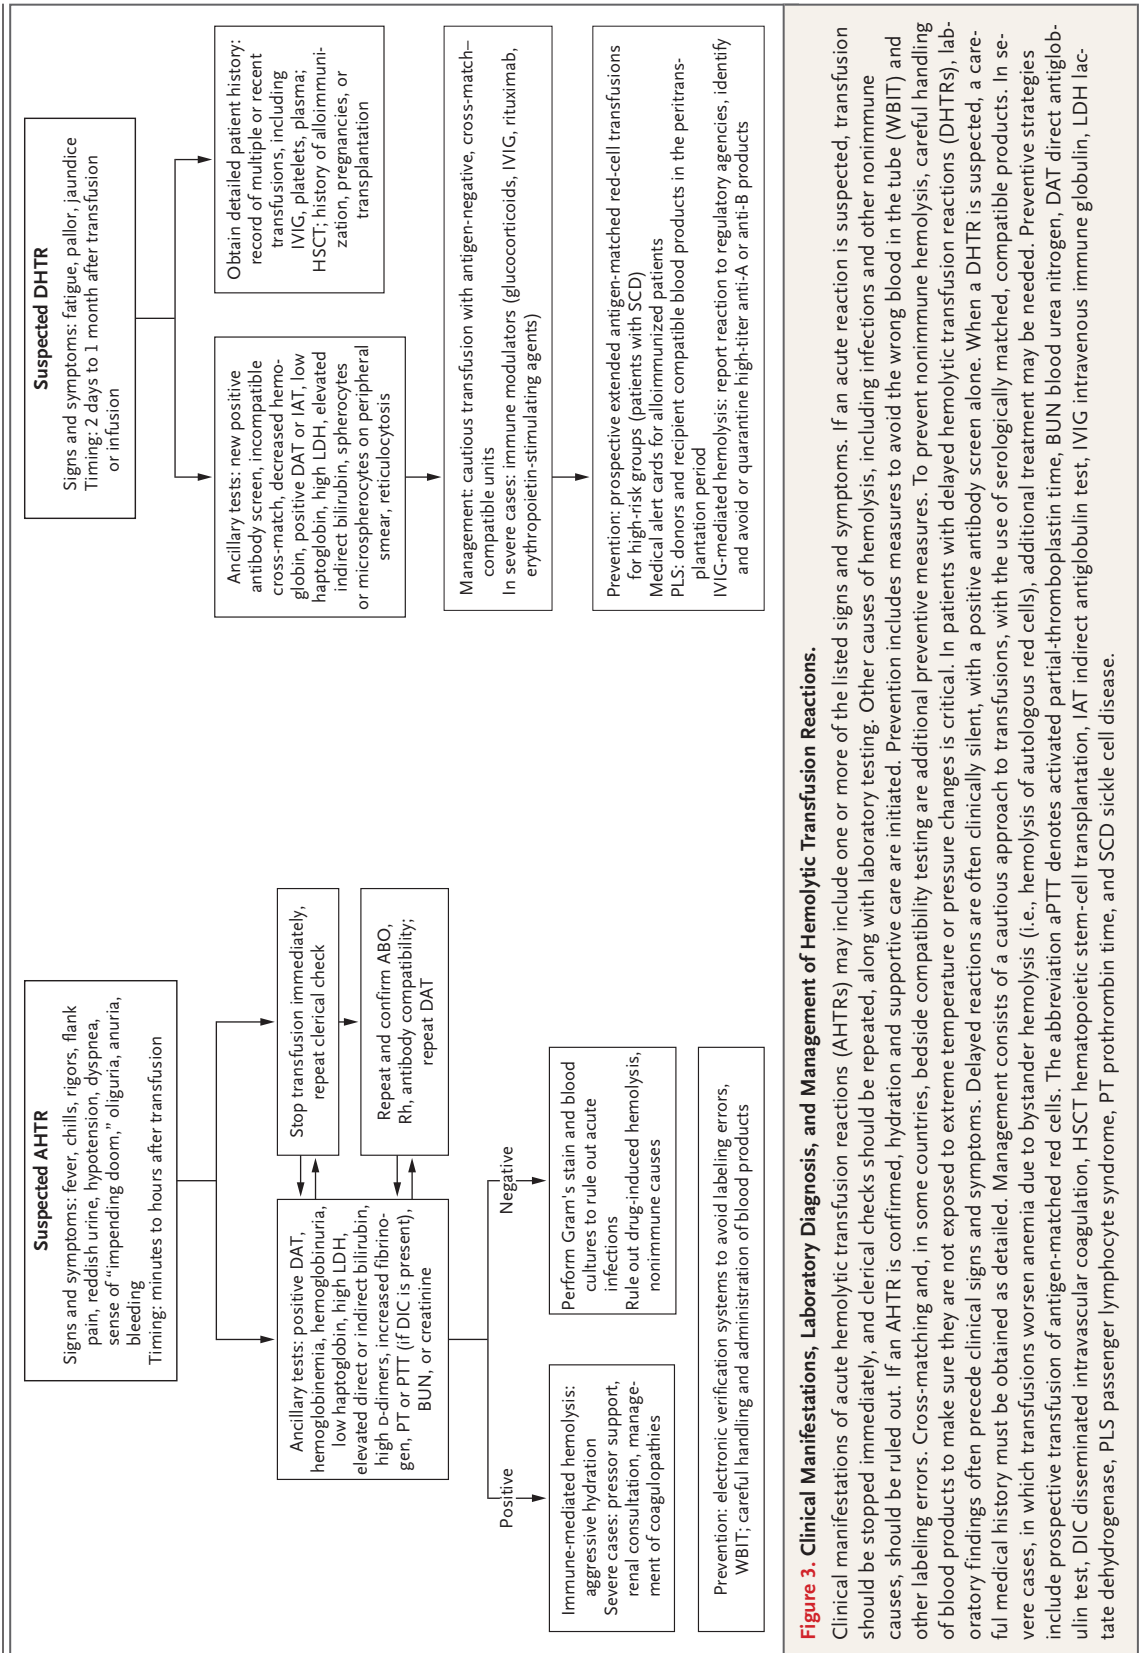 Suspected AHTR
Signs and symptoms: fever, chills, rigors, flank
pain, reddish urine, hypotension, dyspnea,
sense of “impending doom,” oliguria, anuria,
bleeding
Timing: minutes to hours after transfusion
Ancillary tests: positive DAT,
hemoglobinemia, hemoglobinuria,
low haptoglobin, high LDH,
elevated direct or indirect bilirubin,
high D-dimers, increased fibrino-
gen, PT or PTT (if DIC is present),
BUN, or creatinine
Stop transfusion immediately,
repeat clerical check
Repeat and confirm ABO,
Rh, antibody compatibility;
repeat DAT
Positive
Negative
Immune-mediated hemolysis:
aggressive hydration
Severe cases: pressor support,
renal consultation, manage-
ment of coagulopathies
Perform Gram's stain and blood
cultures to rule out acute
infections
Rule out drug-induced hemolysis,
nonimmune causes
Prevention: electronic verification systems to avoid labeling errors,
WBIT; careful handling and administration of blood products
Suspected DHTR
Signs and symptoms: fatigue, pallor, jaundice
Timing: 2 days to 1 month after transfusion
or infusion
Ancillary tests: new positive
antibody screen, incompatible
cross-match, decreased hemo-
globin, positive DAT or IAT, low
haptoglobin, high LDH, elevated
indirect bilirubin, spherocytes
or microspherocytes on peripheral
smear, reticulocytosis
Obtain detailed patient history:
record of multiple or recent
transfusions, including
IVIG, platelets, plasma;
HSCT; history of alloimmuni-
zation, pregnancies, or
transplantation
Management: cautious transfusion with antigen-negative, cross-match–
compatible units
In severe cases: immune modulators (glucocorticoids, IVIG, rituximab,
erythropoietin-stimulating agents)
Prevention: prospective extended antigen-matched red-cell transfusions
for high-risk groups (patients with SCD)
Medical alert cards for alloimmunized patients
PLS: donors and recipient compatible blood products in the peritrans-
plantation period
IVIG-mediated hemolysis: report reaction to regulatory agencies, identify
and avoid or quarantine high-titer anti-A or anti-B products
Figure 3. Clinical Manifestations, Laboratory Diagnosis, and Management of Hemolytic Transfusion Reactions.
Clinical manifestations of acute hemolytic transfusion reactions (AHTRs) may include one or more of the listed signs and symptoms. If an acute reaction is suspected, transfusion
should be stopped immediately, and clerical checks should be repeated, along with laboratory testing. Other causes of hemolysis, including infections and other nonimmune
causes, should be ruled out. If an AHTR is confirmed, hydration and supportive care are initiated. Prevention includes measures to avoid the wrong blood in the tube (WBIT) and
other labeling errors. Cross-matching and, in some countries, bedside compatibility testing are additional preventive measures. To prevent nonimmune hemolysis, careful handling
of blood products to make sure they are not exposed to extreme temperature or pressure changes is critical. In patients with delayed hemolytic transfusion reactions (DHTRs), lab-
oratory findings often precede clinical signs and symptoms. Delayed reactions are often clinically silent, with a positive antibody screen alone. When a DHTR is suspected, a care-
ful medical history must be obtained as detailed. Management consists of a cautious approach to transfusions, with the use of serologically matched, compatible products. In se-
vere cases, in which transfusions worsen anemia due to bystander hemolysis (i.e., hemolysis of autologous red cells), additional treatment may be needed. Preventive strategies
include prospective transfusion of antigen-matched red cells. The abbreviation aPTT denotes activated partial-thromboplastin time, BUN blood urea nitrogen, DAT direct antiglob-
ulin test, DIC disseminated intravascular coagulation, HSCT hematopoietic stem-cell transplantation, IAT indirect antiglobulin test, IVIG intravenous immune globulin, LDH lac-
tate dehydrogenase, PLS passenger lymphocyte syndrome, PT prothrombin time, and SCD sickle cell disease.